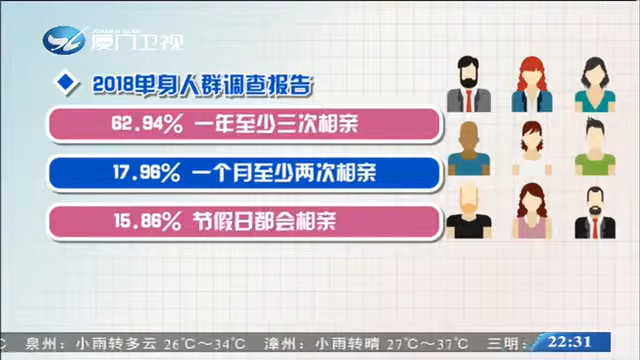 厦门卫视
2018单身人群调查报告
62.94% 一年至少三次相亲
17.96% 一个月至少两次相亲
15.86% 节假日都会相亲
℃ 泉州：小雨转多云 26℃～34℃ 漳州：小雨转晴 27℃～37℃ 三明：
22:31